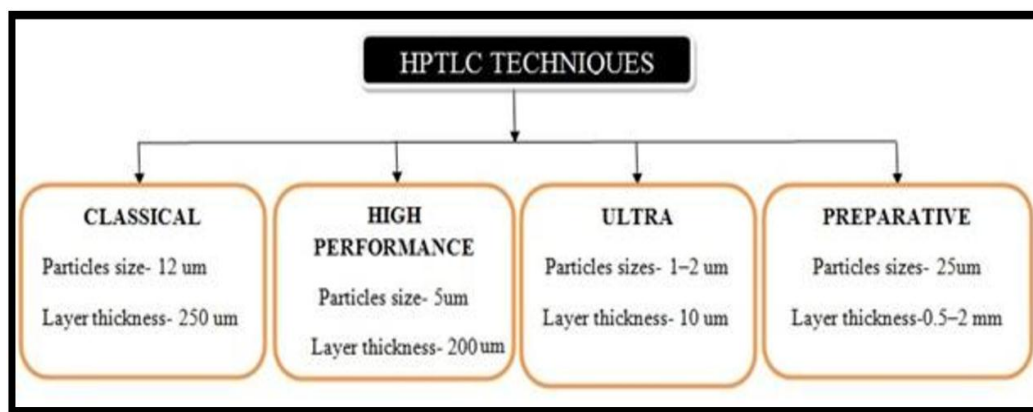 HPTLC TECHNIQUES
CLASSICAL
Particles size- 12 um
Layer thickness- 250 um
HIGH
PERFORMANCE
Particles size- 5um
Layer thickness- 200 um
ULTRA
Particles sizes- 1–2 um
Layer thickness- 10 um
PREPARATIVE
Particles sizes- 25um
Layer thickness-0.5–2 mm